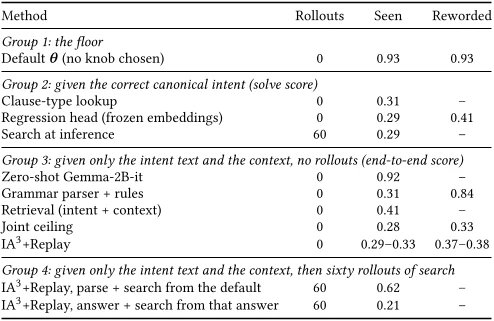 Method Rollouts Seen Reworded
Group 1: the floor
Default θ (no knob chosen) 0 0.93 0.93
Group 2: given the correct canonical intent (solve score)
Clause-type lookup 0 0.31 –
Regression head (frozen embeddings) 0 0.29 0.41
Search at inference 60 0.29 –
Group 3: given only the intent text and the context, no rollouts (end-to-end score)
Zero-shot Gemma-2B-it 0 0.92 –
Grammar parser + rules 0 0.31 0.84
Retrieval (intent + context) 0 0.41 –
Joint ceiling 0 0.28 0.33
IA³+Replay 0 0.29–0.33 0.37-0.38
Group 4: given only the intent text and the context, then sixty rollouts of search
IA³+Replay, parse + search from the default 60 0.62 –
IA³+Replay, answer + search from that answer 60 0.21 –